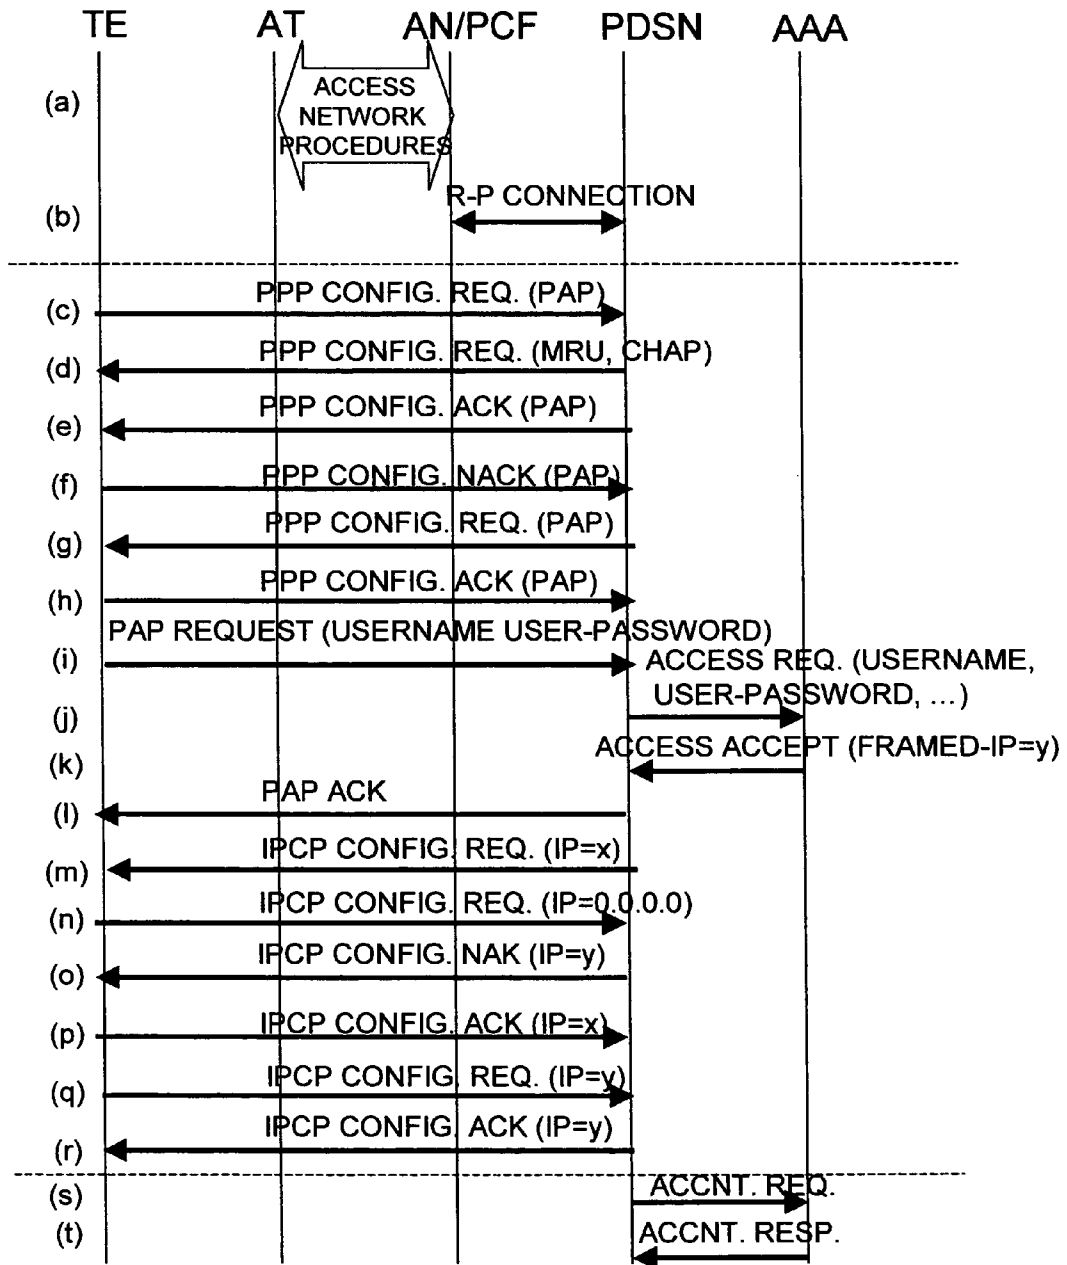 TE AT AN/PCF PDSN AAA
(a)
ACCESS
NETWORK
PROCEDURES
R-P CONNECTION
(b)
PPP CONFIG. REQ. (PAP)
(c)
PPP CONFIG. REQ. (MRU, CHAP)
(d)
PPP CONFIG. ACK (PAP)
(e)
PPP CONFIG. NACK (PAP)
(f)
PPP CONFIG. REQ. (PAP)
(g)
PPP CONFIG. ACK (PAP)
(h)
PAP REQUEST (USERNAME USER-PASSWORD)
(i)
ACCESS REQ. (USERNAME,
USER-PASSWORD, ...)
(j)
ACCESS ACCEPT (FRAMED-IP=y)
(k)
PAP ACK
(l)
IPCP CONFIG. REQ. (IP=x)
(m)
IPCP CONFIG. REQ. (IP=0.0.0.0)
(n)
IPCP CONFIG. NAK (IP=y)
(o)
IPCP CONFIG. ACK (IP=x)
(p)
IPCP CONFIG. REQ. (IP=y)
(q)
IPCP CONFIG. ACK (IP=y)
(r)
ACCNT. REQ.
(s)
ACCNT. RESP.
(t)